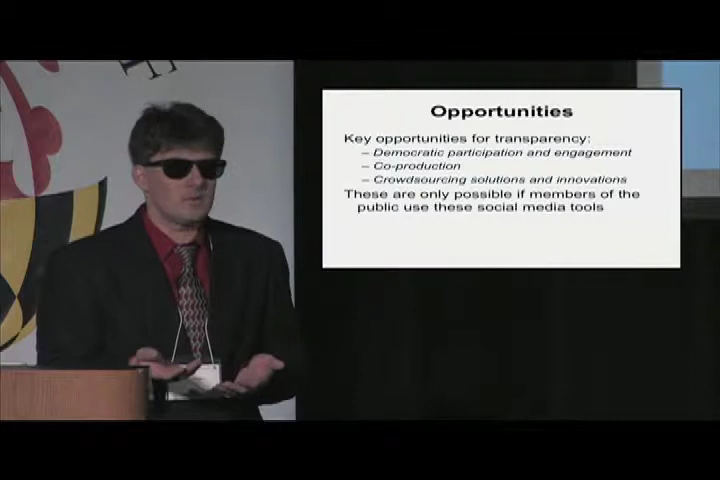 Opportunities
Key opportunities for transparency:
– Democratic participation and engagement
– Co-production
– Crowdsourcing solutions and innovations
These are only possible if members of the
public use these social media tools